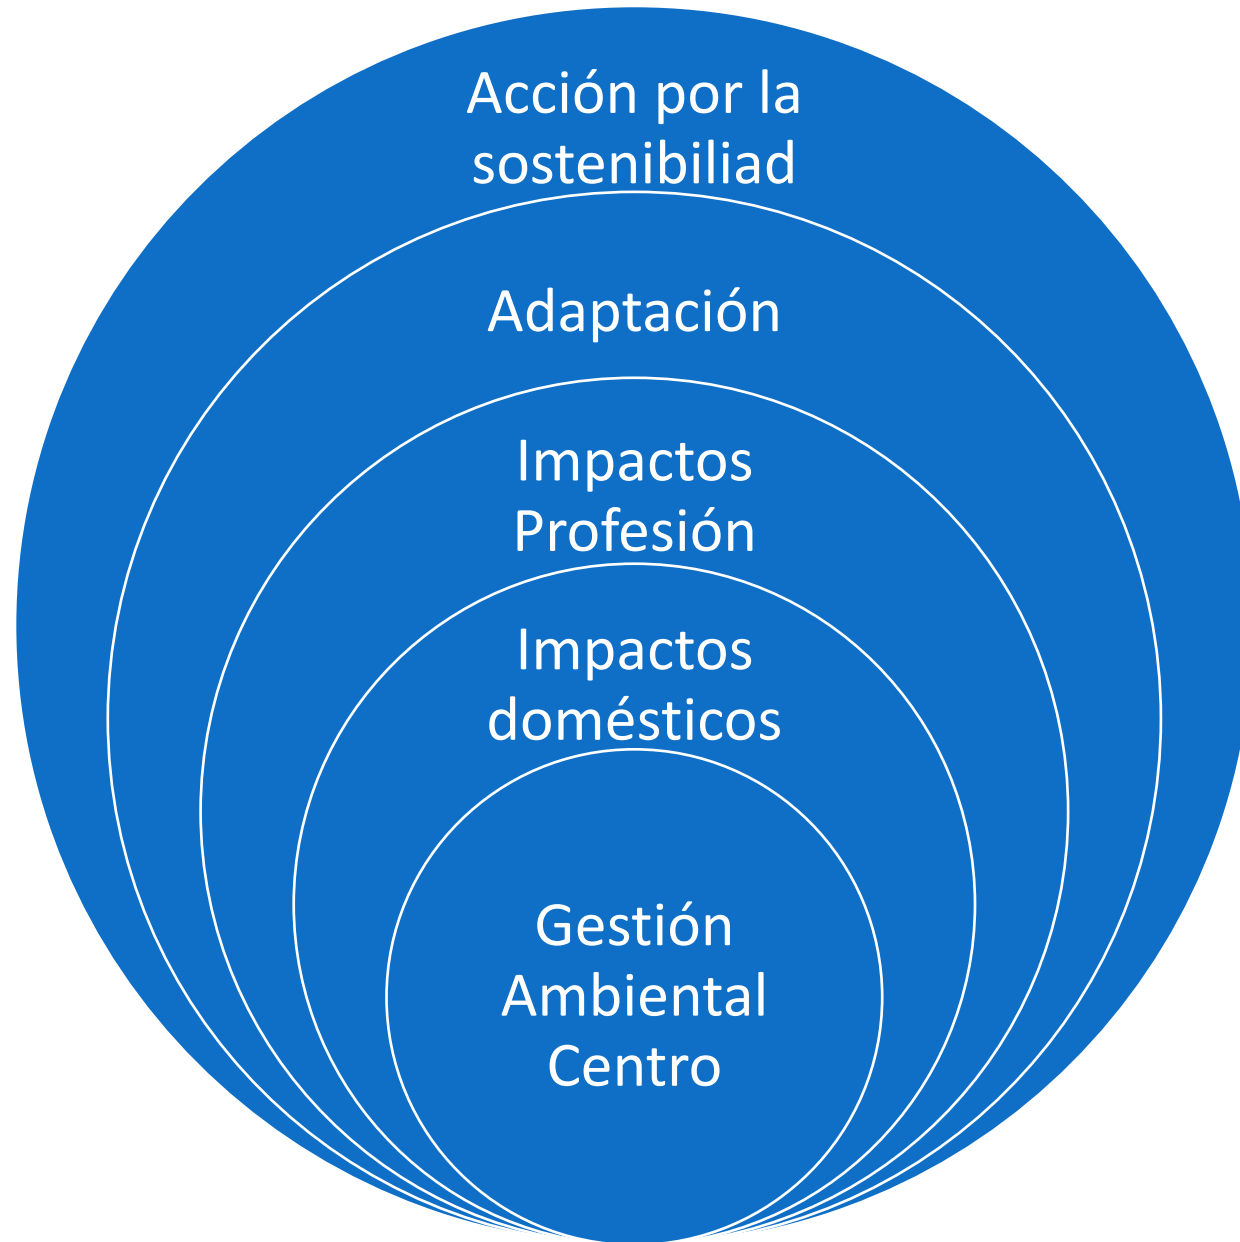 Acción por la
sostenibiliad
Adaptación
Impactos
Profesión
Impactos
domésticos
Gestión
Ambiental
Centro